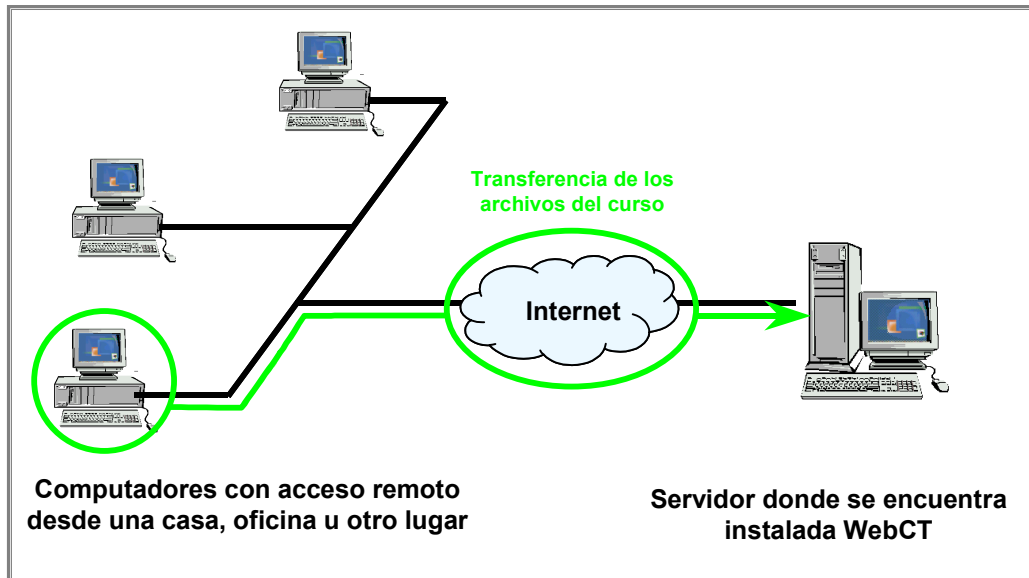 Transferencia de los
archivos del curso
Internet
Computadores con acceso remoto
desde una casa, oficina u otro lugar
Servidor donde se encuentra
instalada WebCT